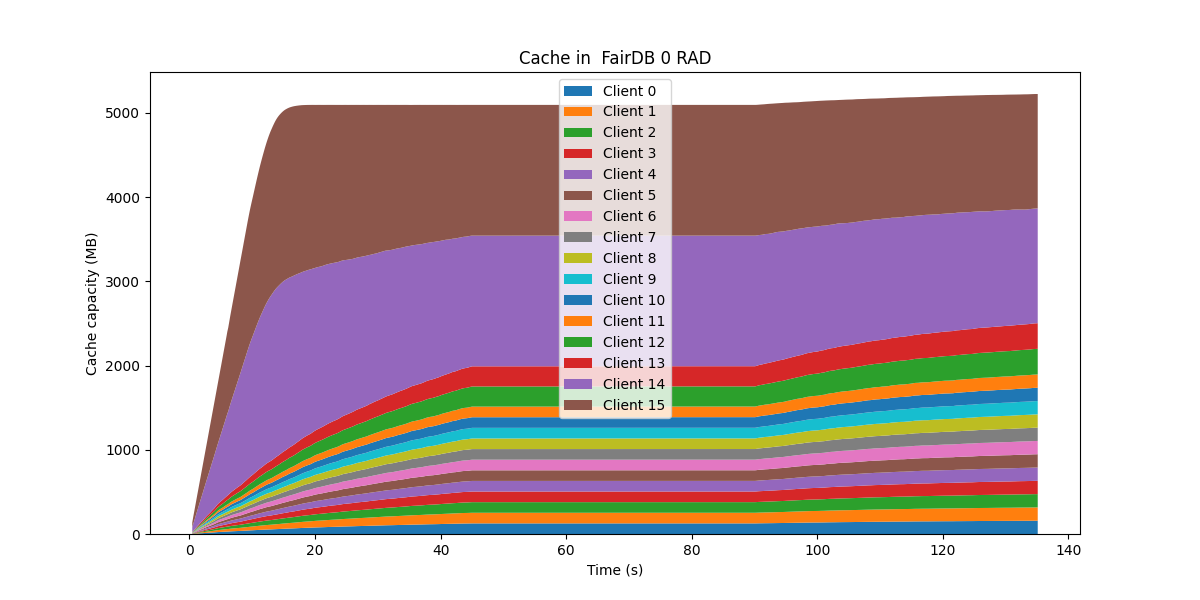 Cache in  FairDB 0 RAD
Cache capacity (MB)
5000
4000
3000
2000
1000
0
Client 0
Client 1
Client 2
Client 3
Client 4
Client 5
Client 6
Client 7
Client 8
Client 9
Client 10
Client 11
Client 12
Client 13
Client 14
Client 15
0 20 40 60 80 100 120 140
Time (s)